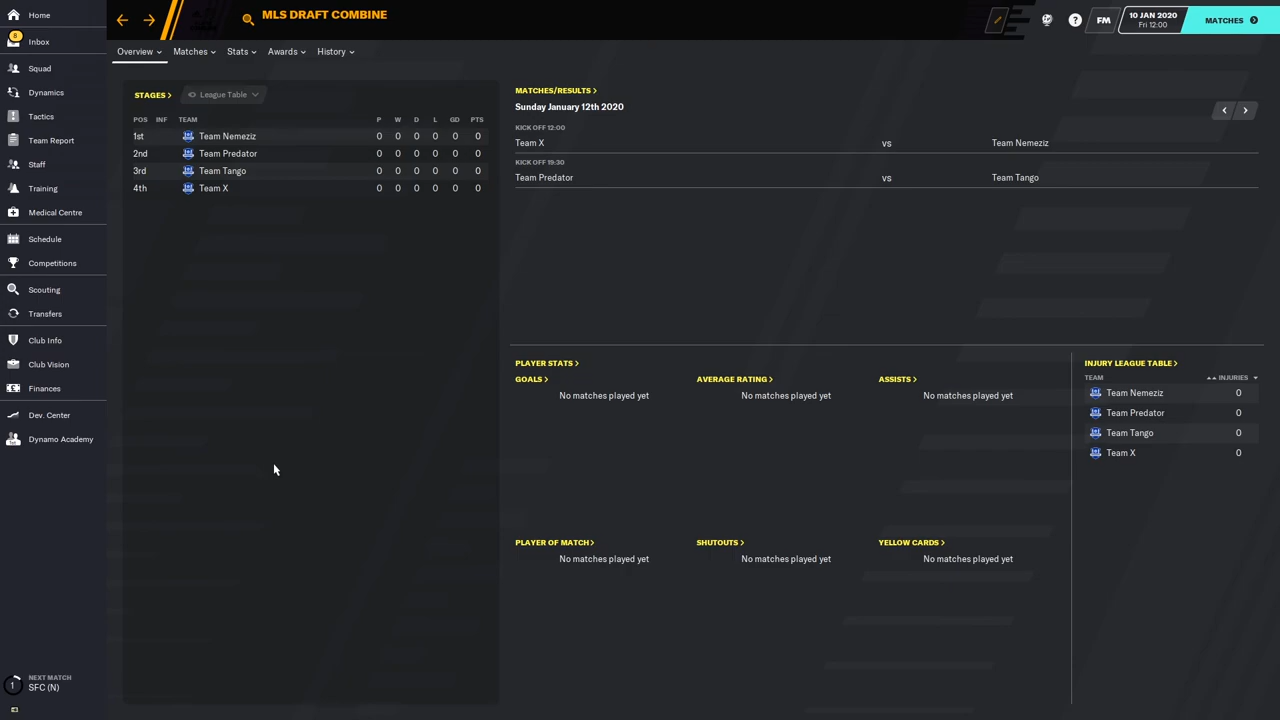 Home
8
Inbox
Squad
Dynamics
Tactics
Team Report
Staff
Training
Medical Centre
Schedule
Competitions
Scouting
Transfers
Club Info
Club Vision
Finances
Dev. Center
Dynamo Academy
1
NEXT MATCH
SFC (N)
MLS DRAFT COMBINE
?
FM
10 JAN 2020
Fri 12:00
MATCHES
Overview Matches Stats Awards History
STAGES > League Table
POS INF TEAM P W D L GD PTS
1st Team Nemeziz 0 0 0 0 0 0
2nd Team Predator 0 0 0 0 0 0
3rd Team Tango 0 0 0 0 0 0
4th Team X 0 0 0 0 0 0
MATCHES/RESULTS >
Sunday January 12th 2020
KICK OFF 12:00
Team X vs Team Nemeziz
KICK OFF 19:30
Team Predator vs Team Tango
PLAYER STATS >
GOALS > AVERAGE RATING > ASSISTS >
No matches played yet No matches played yet No matches played yet
PLAYER OF MATCH > SHUTOUTS > YELLOW CARDS >
No matches played yet No matches played yet No matches played yet
INJURY LEAGUE TABLE >
TEAM INJURIES
Team Nemeziz 0
Team Predator 0
Team Tango 0
Team X 0